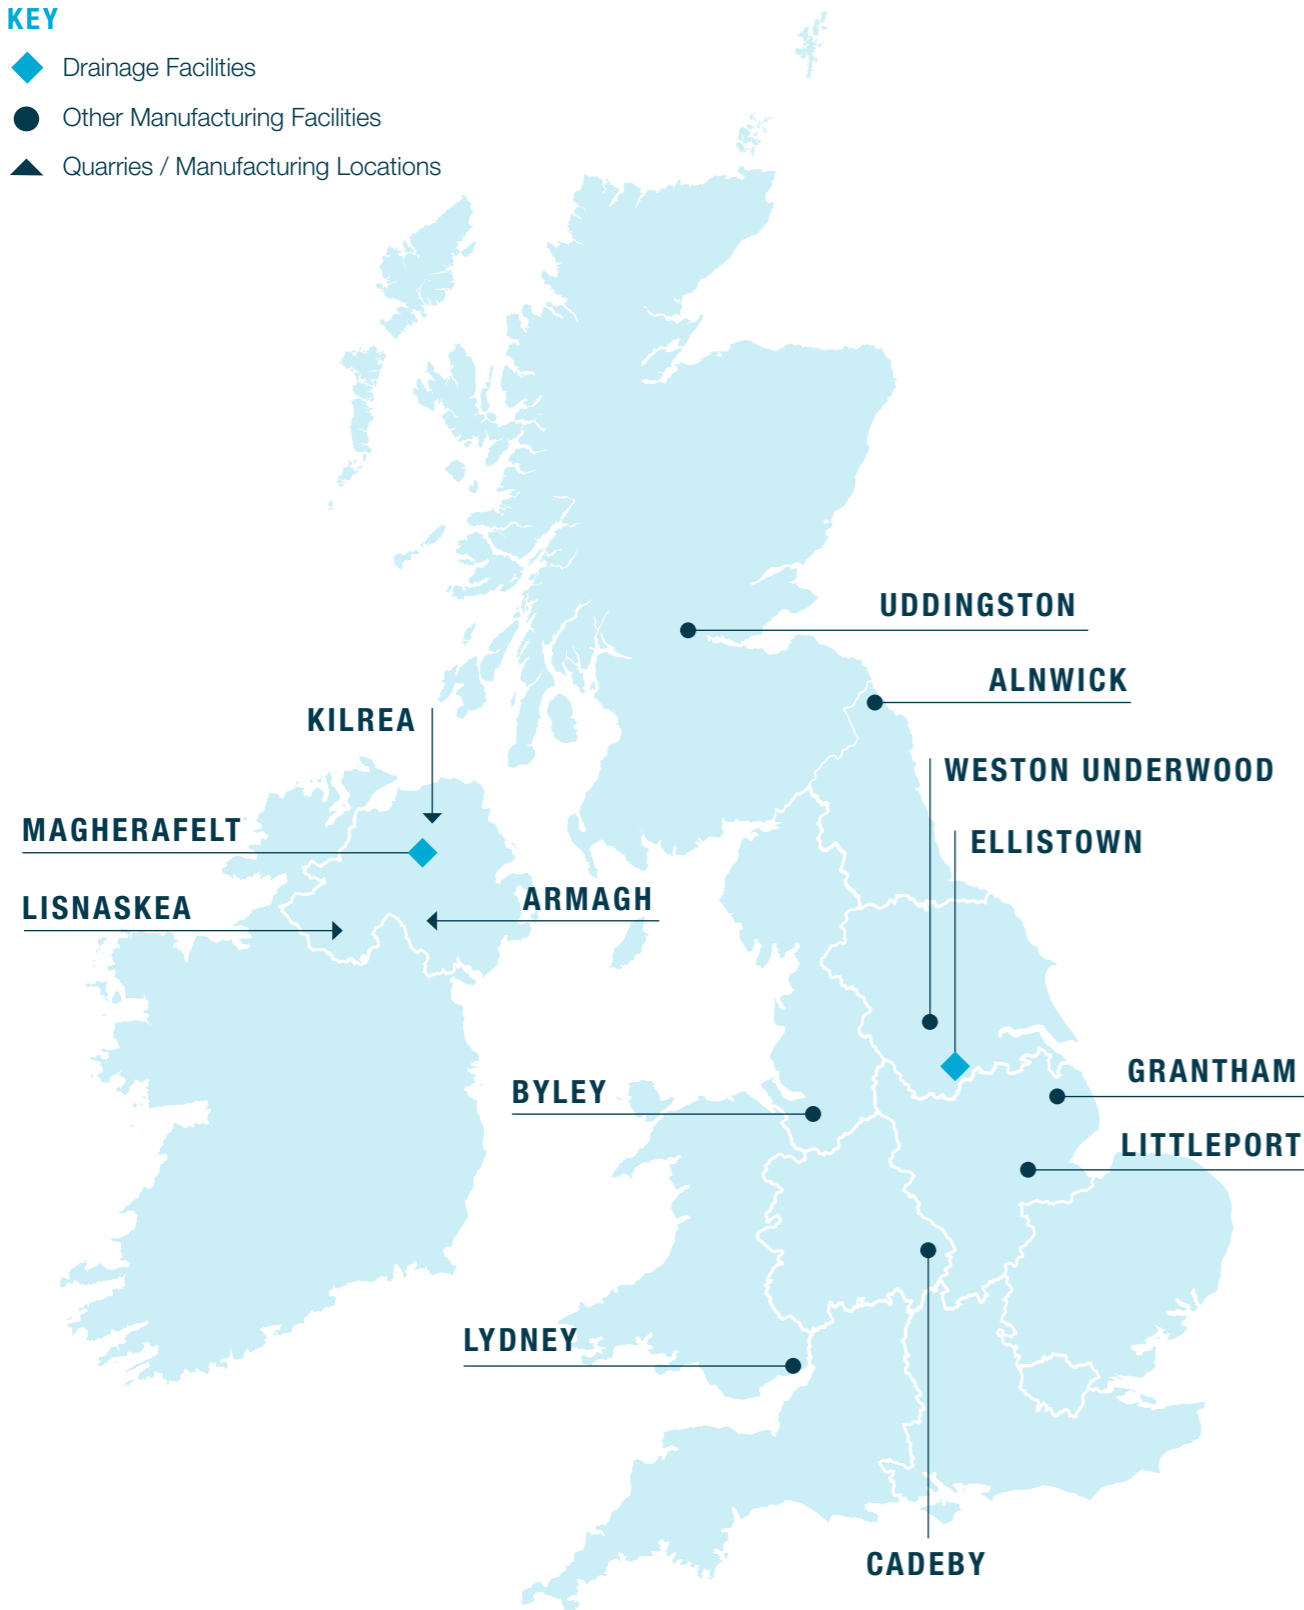 KEY
Drainage Facilities
Other Manufacturing Facilities
Quarries / Manufacturing Locations
UDDINGSTON
ALNWICK
KILREA
WESTON UNDERWOOD
MAGHERAFELT
ELLISTOWN
LISNASKEA
ARMAGH
GRANTHAM
BYLEY
LITTLEPORT
LYDNEY
CADEBY